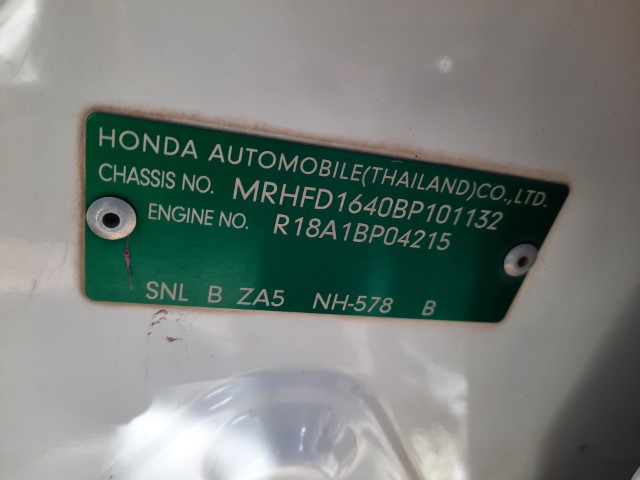 HONDA AUTOMOBILE(THAILAND)CO.,LTD.
CHASSIS NO. MRHFD1640BP101132
ENGINE NO. R18A1BP04215
SNL B ZA5 NH-578 B